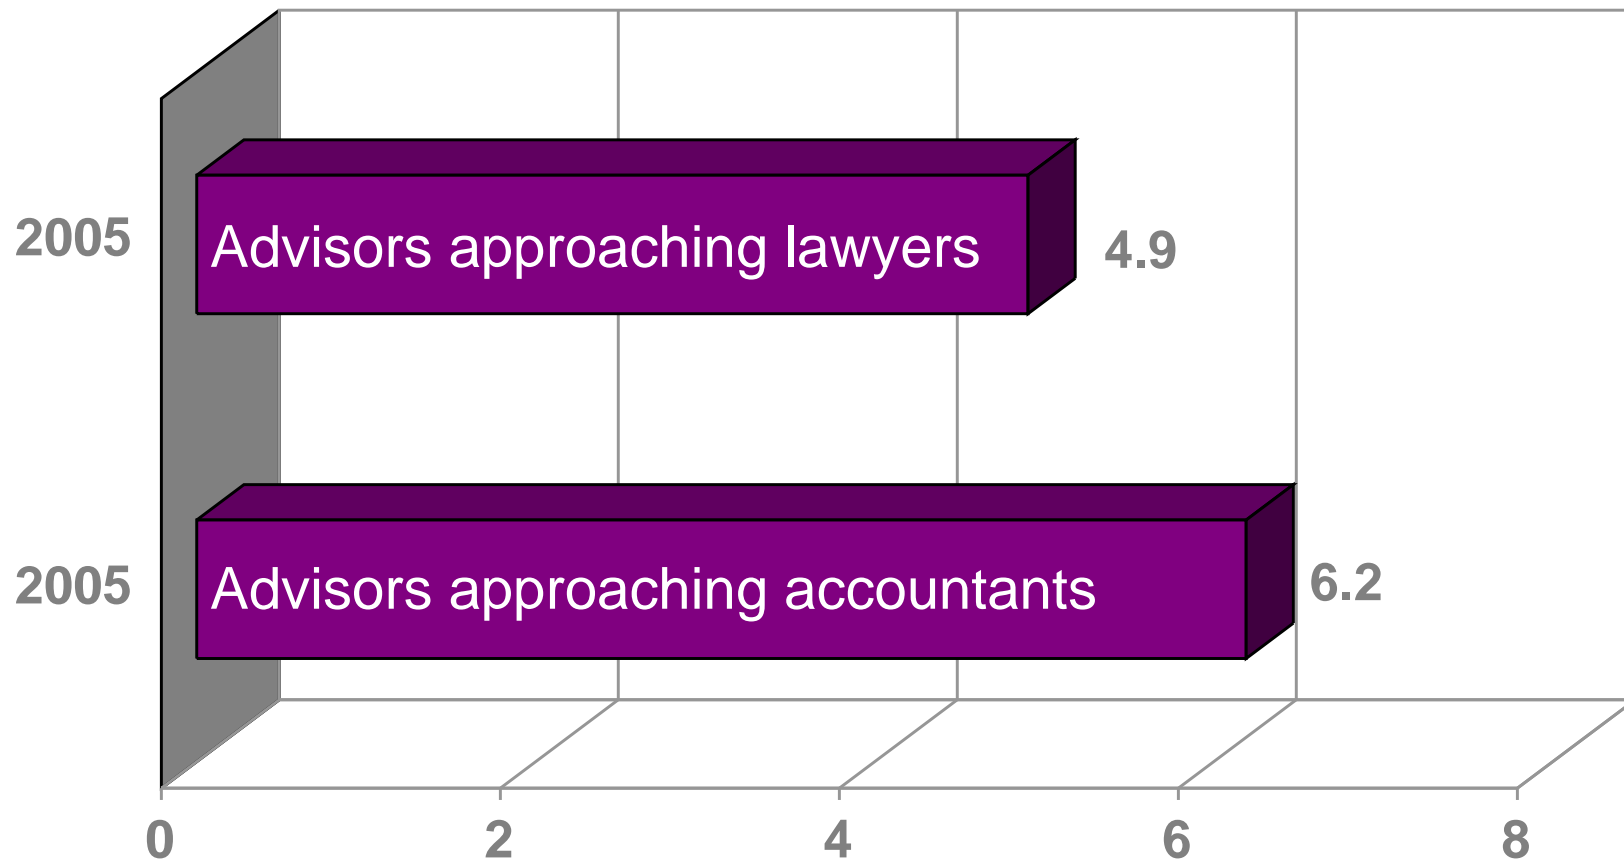 2005 Advisors approaching lawyers 4.9
2005 Advisors approaching accountants 6.2
0 2 4 6 8